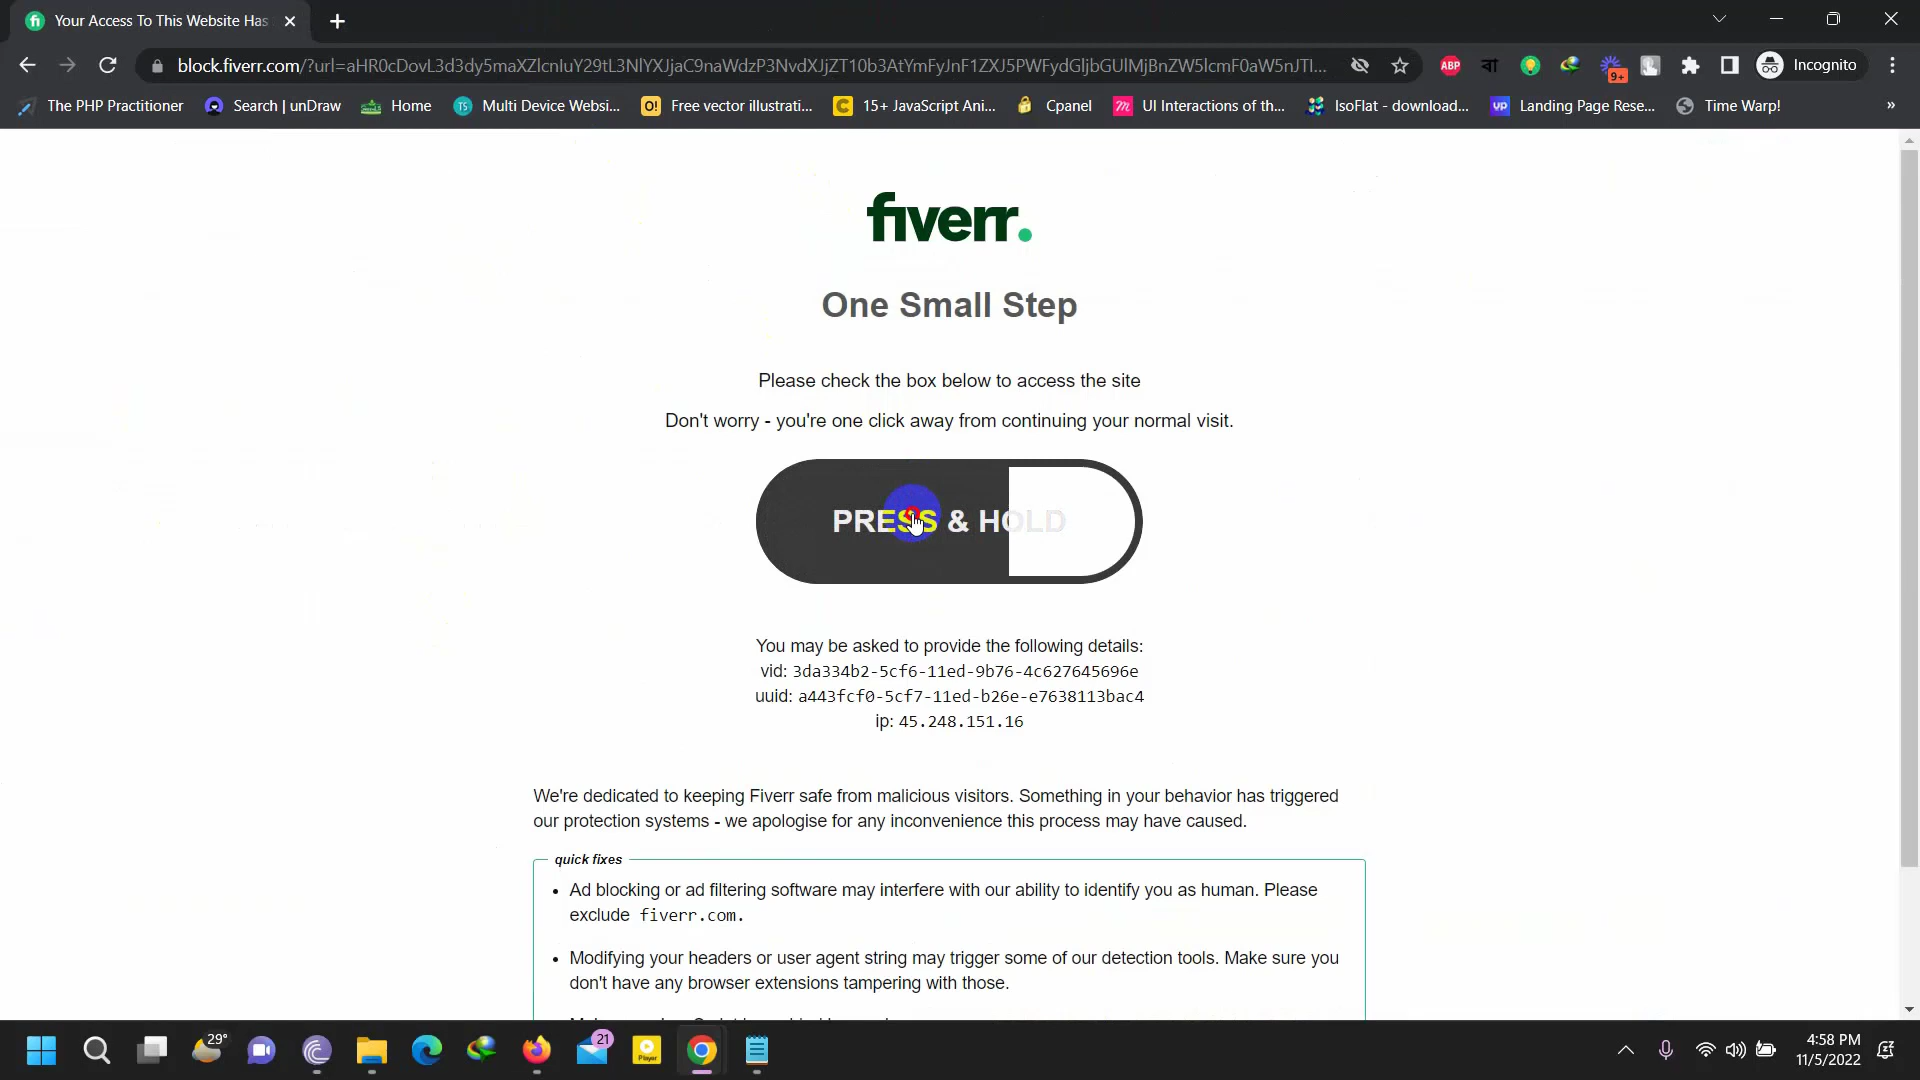 Your Access To This Website Has
block.fiverr.com/?url=aHR0cDovL3d3dy5maXZlcnIuY29tL3NlYXJjaC9naWdzP3NvdXJjZT10b3AtYmFyJnF1ZXJ5PWFydGljbGUlMjBnZW5lcmF0aW5nJTI...
ABP
বা
9+
Incognito
The PHP Practitioner
Search | unDraw
Home
TS
Multi Device Websi...
O!
Free vector illustrati...
C
15+ JavaScript Ani...
Cpanel
m
UI Interactions of th...
IsoFlat - download...
VP
Landing Page Rese...
Time Warp!
»
fiverr.
One Small Step
Please check the box below to access the site
Don't worry - you're one click away from continuing your normal visit.
PRESS & HOLD
You may be asked to provide the following details:
vid: 3da334b2-5cf6-11ed-9b76-4c627645696e
uuid: a443fcf0-5cf7-11ed-b26e-e7638113bac4
ip: 45.248.151.16
We're dedicated to keeping Fiverr safe from malicious visitors. Something in your behavior has triggered
our protection systems - we apologise for any inconvenience this process may have caused.
quick fixes
• Ad blocking or ad filtering software may interfere with our ability to identify you as human. Please
exclude fiverr.com.
• Modifying your headers or user agent string may trigger some of our detection tools. Make sure you
don't have any browser extensions tampering with those.
29°
21
Player
4:58 PM
11/5/2022